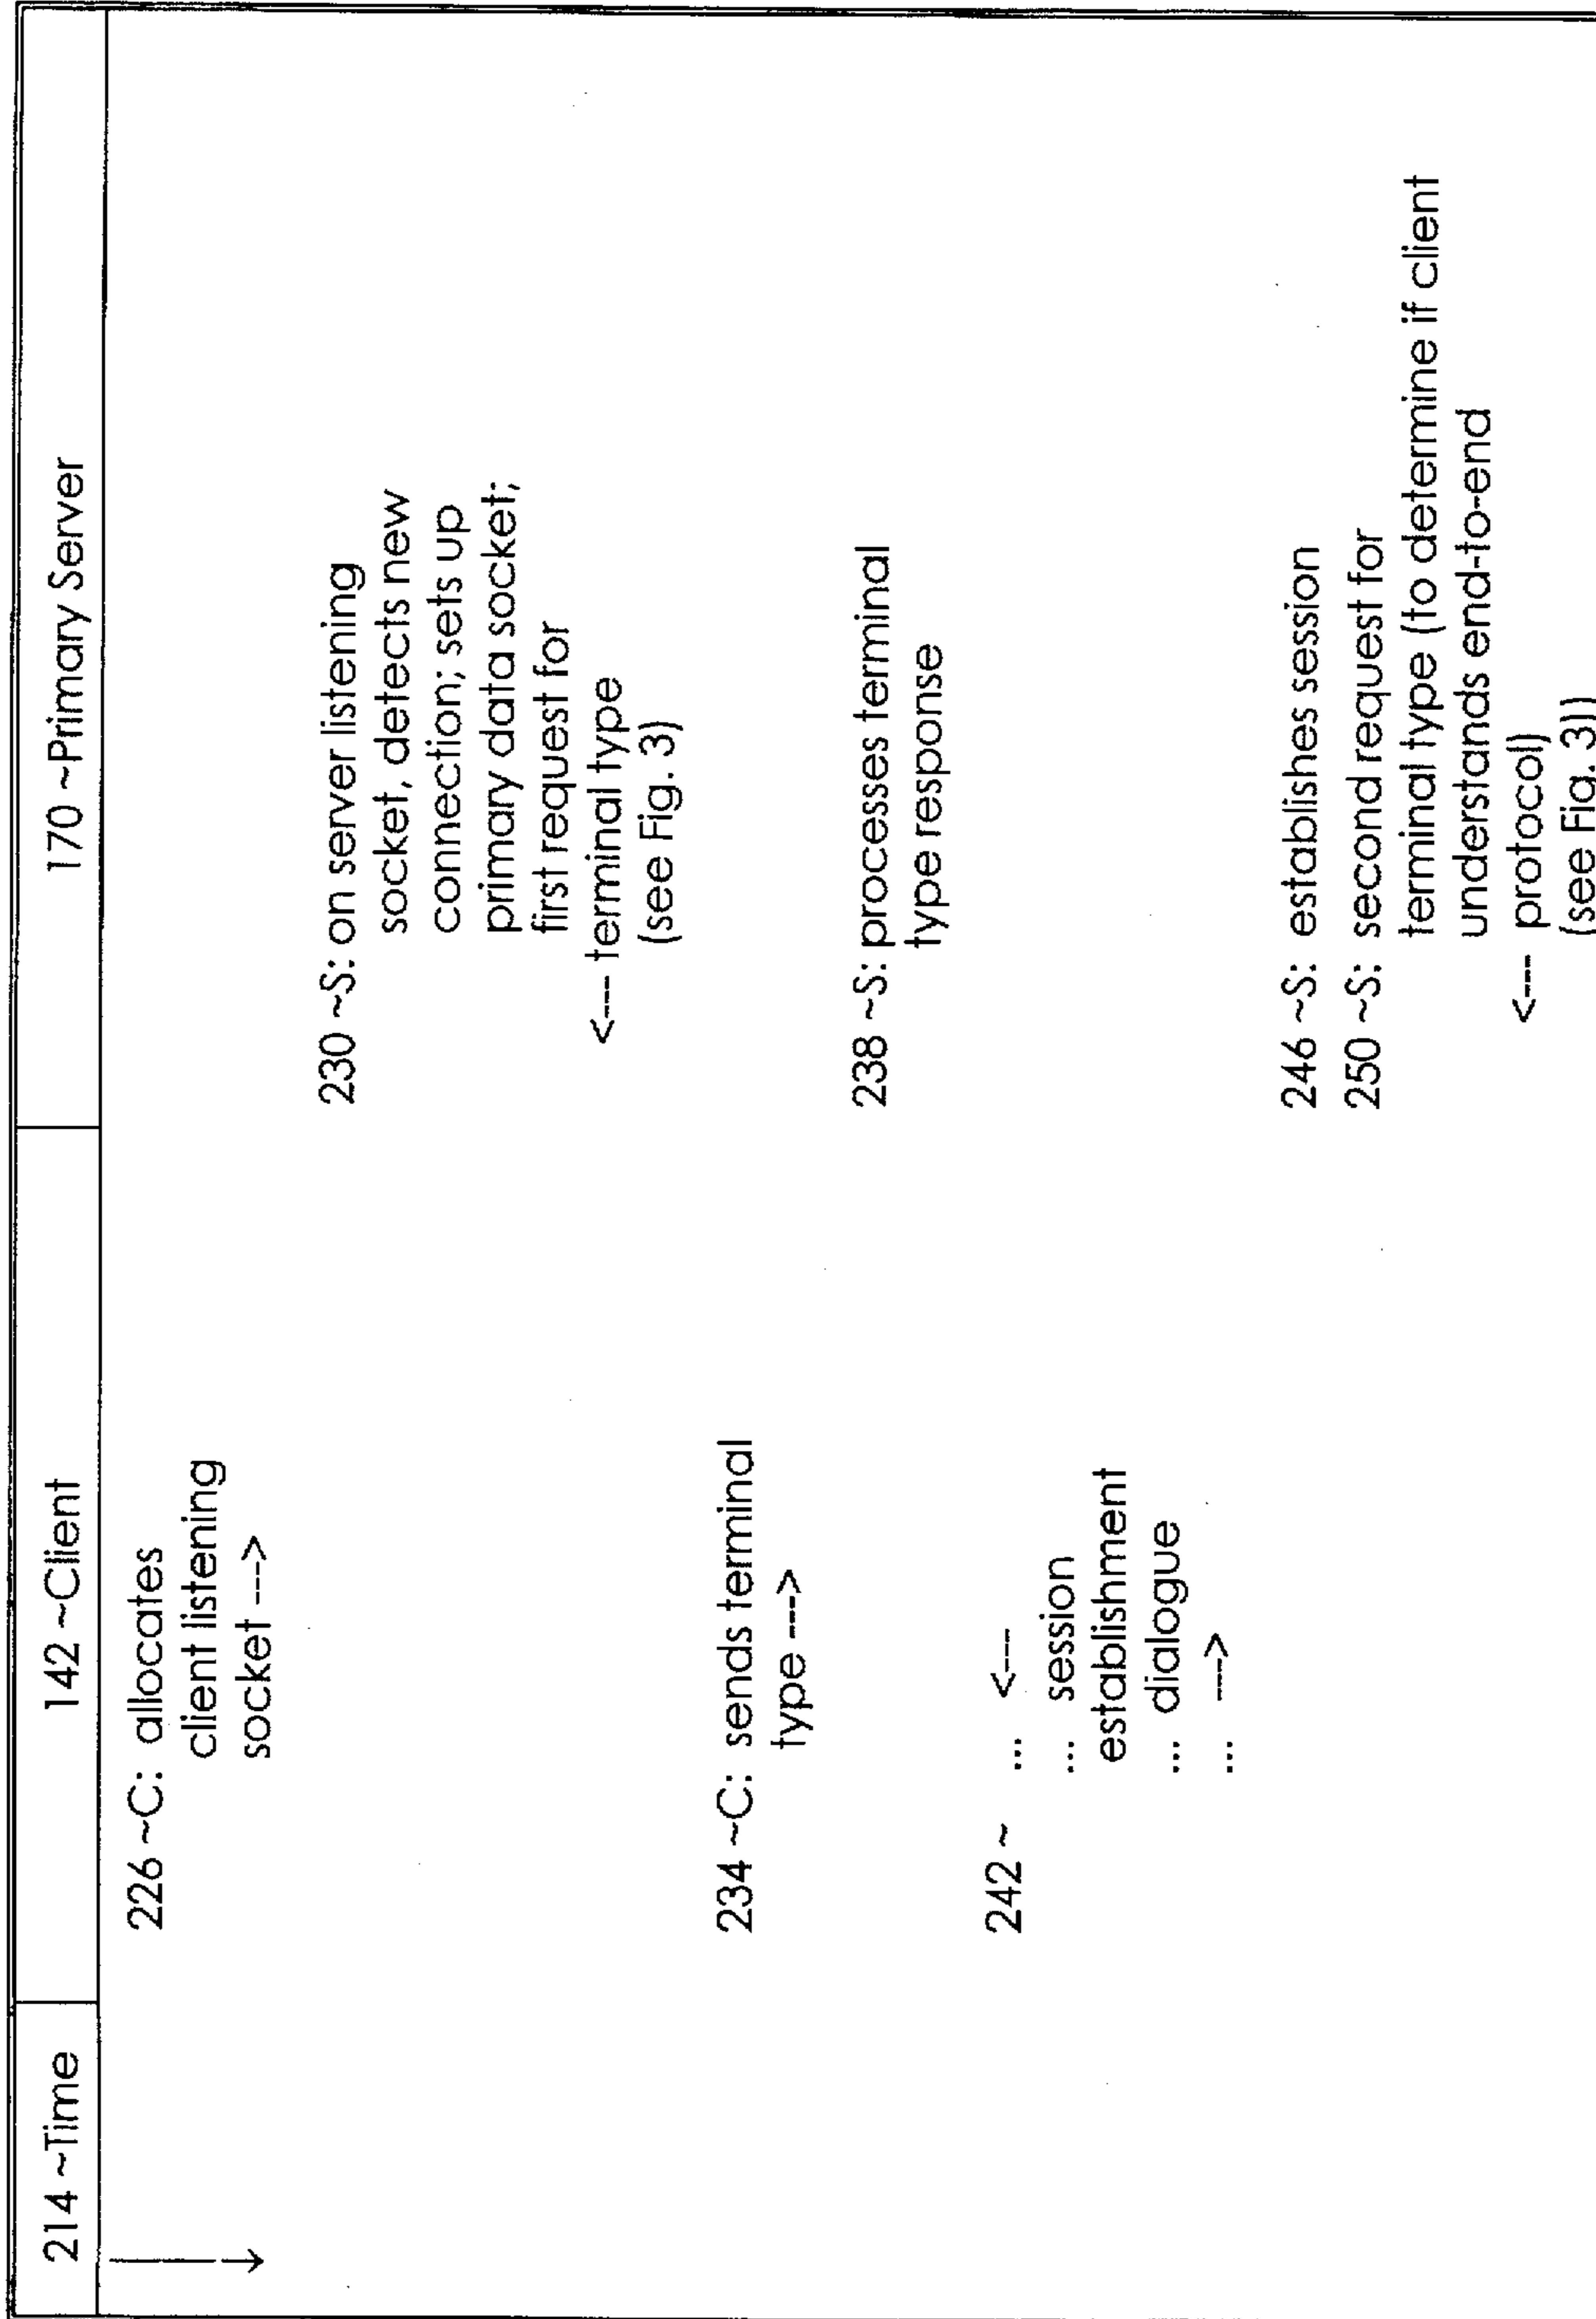 214 ~Time
142 ~Client
170 ~Primary Server
226 ~C: allocates
client listening
socket --->
230 ~S: on server listening
socket, detects new
connection; sets up
primary data socket;
first request for
<--- terminal type
(see Fig. 3)
234 ~C: sends terminal
type --->
238 ~S: processes terminal
type response
242 ~ ... <---
... session
establishment
... dialogue
... --->
246 ~S: establishes session
250 ~S: second request for
terminal type (to determine if client
understands end-to-end
<--- protocol)
(see Fig. 3))